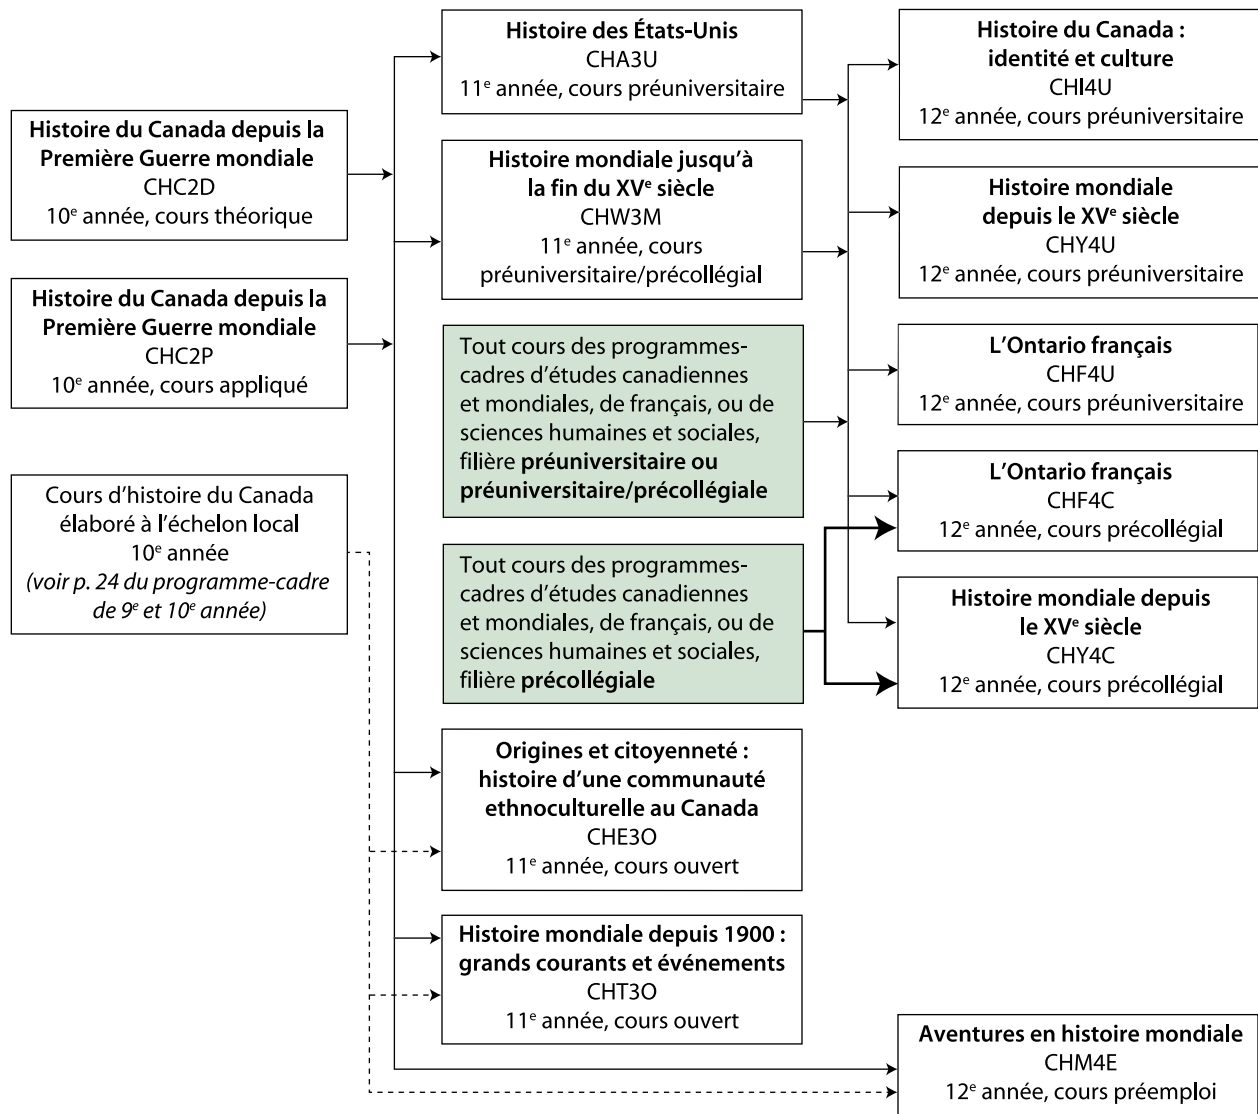 Histoire du Canada depuis la
Première Guerre mondiale
CHC2D
10e année, cours théorique
Histoire du Canada depuis la
Première Guerre mondiale
CHC2P
10e année, cours appliqué
Cours d’histoire du Canada
élaboré à l’échelon local
10e année
(voir p. 24 du programme-cadre
de 9e et 10e année)
Histoire des États-Unis
CHA3U
11e année, cours préuniversitaire
Histoire mondiale jusqu’à
la fin du XVe siècle
CHW3M
11e année, cours
préuniversitaire/précollégial
Tout cours des programmes-
cadres d’études canadiennes
et mondiales, de français, ou de
sciences humaines et sociales,
filière préuniversitaire ou
préuniversitaire/précollégiale
Tout cours des programmes-
cadres d’études canadiennes
et mondiales, de français, ou de
sciences humaines et sociales,
filière précollégiale
Origines et citoyenneté :
histoire d’une communauté
ethnoculturelle au Canada
CHE3O
11e année, cours ouvert
Histoire mondiale depuis 1900 :
grands courants et événements
CHT3O
11e année, cours ouvert
Histoire du Canada :
identité et culture
CHI4U
12e année, cours préuniversitaire
Histoire mondiale
depuis le XVe siècle
CHY4U
12e année, cours préuniversitaire
L’Ontario français
CHF4U
12e année, cours préuniversitaire
L’Ontario français
CHF4C
12e année, cours précollégial
Histoire mondiale depuis
le XVe siècle
CHY4C
12e année, cours précollégial
Aventures en histoire mondiale
CHM4E
12e année, cours préemploi